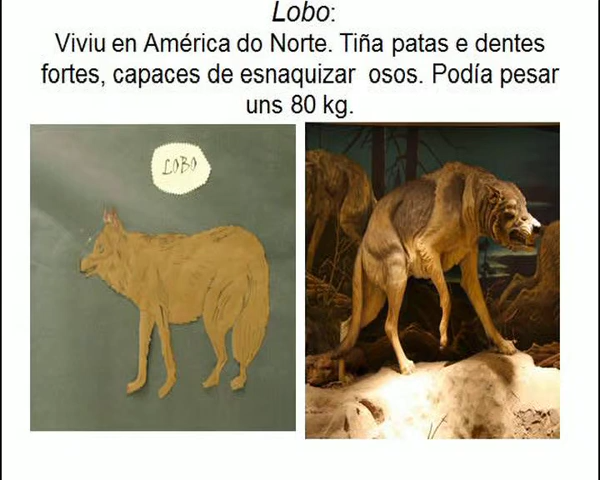 Lobo:
Viviu en América do Norte. Tiña patas e dentes
fortes, capaces de esnaquizar osos. Podía pesar
uns 80 kg.
LOBO